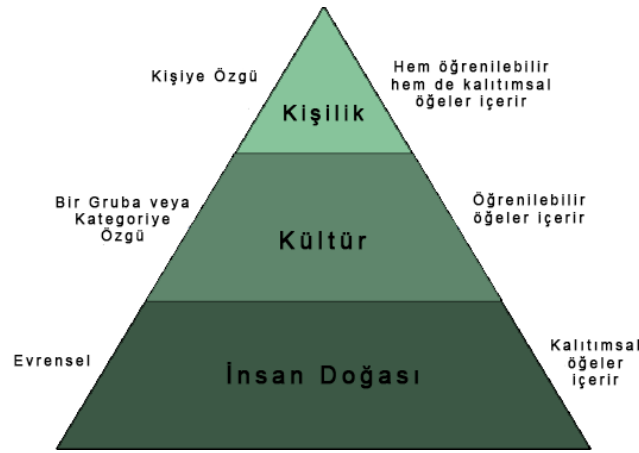 Kişiye Özgü
Kişilik
Hem öğrenilebilir
hem de kalıtımsal
öğeler içerir
Bir Gruba veya
Kategoriye
Özgü
Kültür
Öğrenilebilir
öğeler içerir
Evrensel
İnsan Doğası
Kalıtımsal
öğeler
içerir